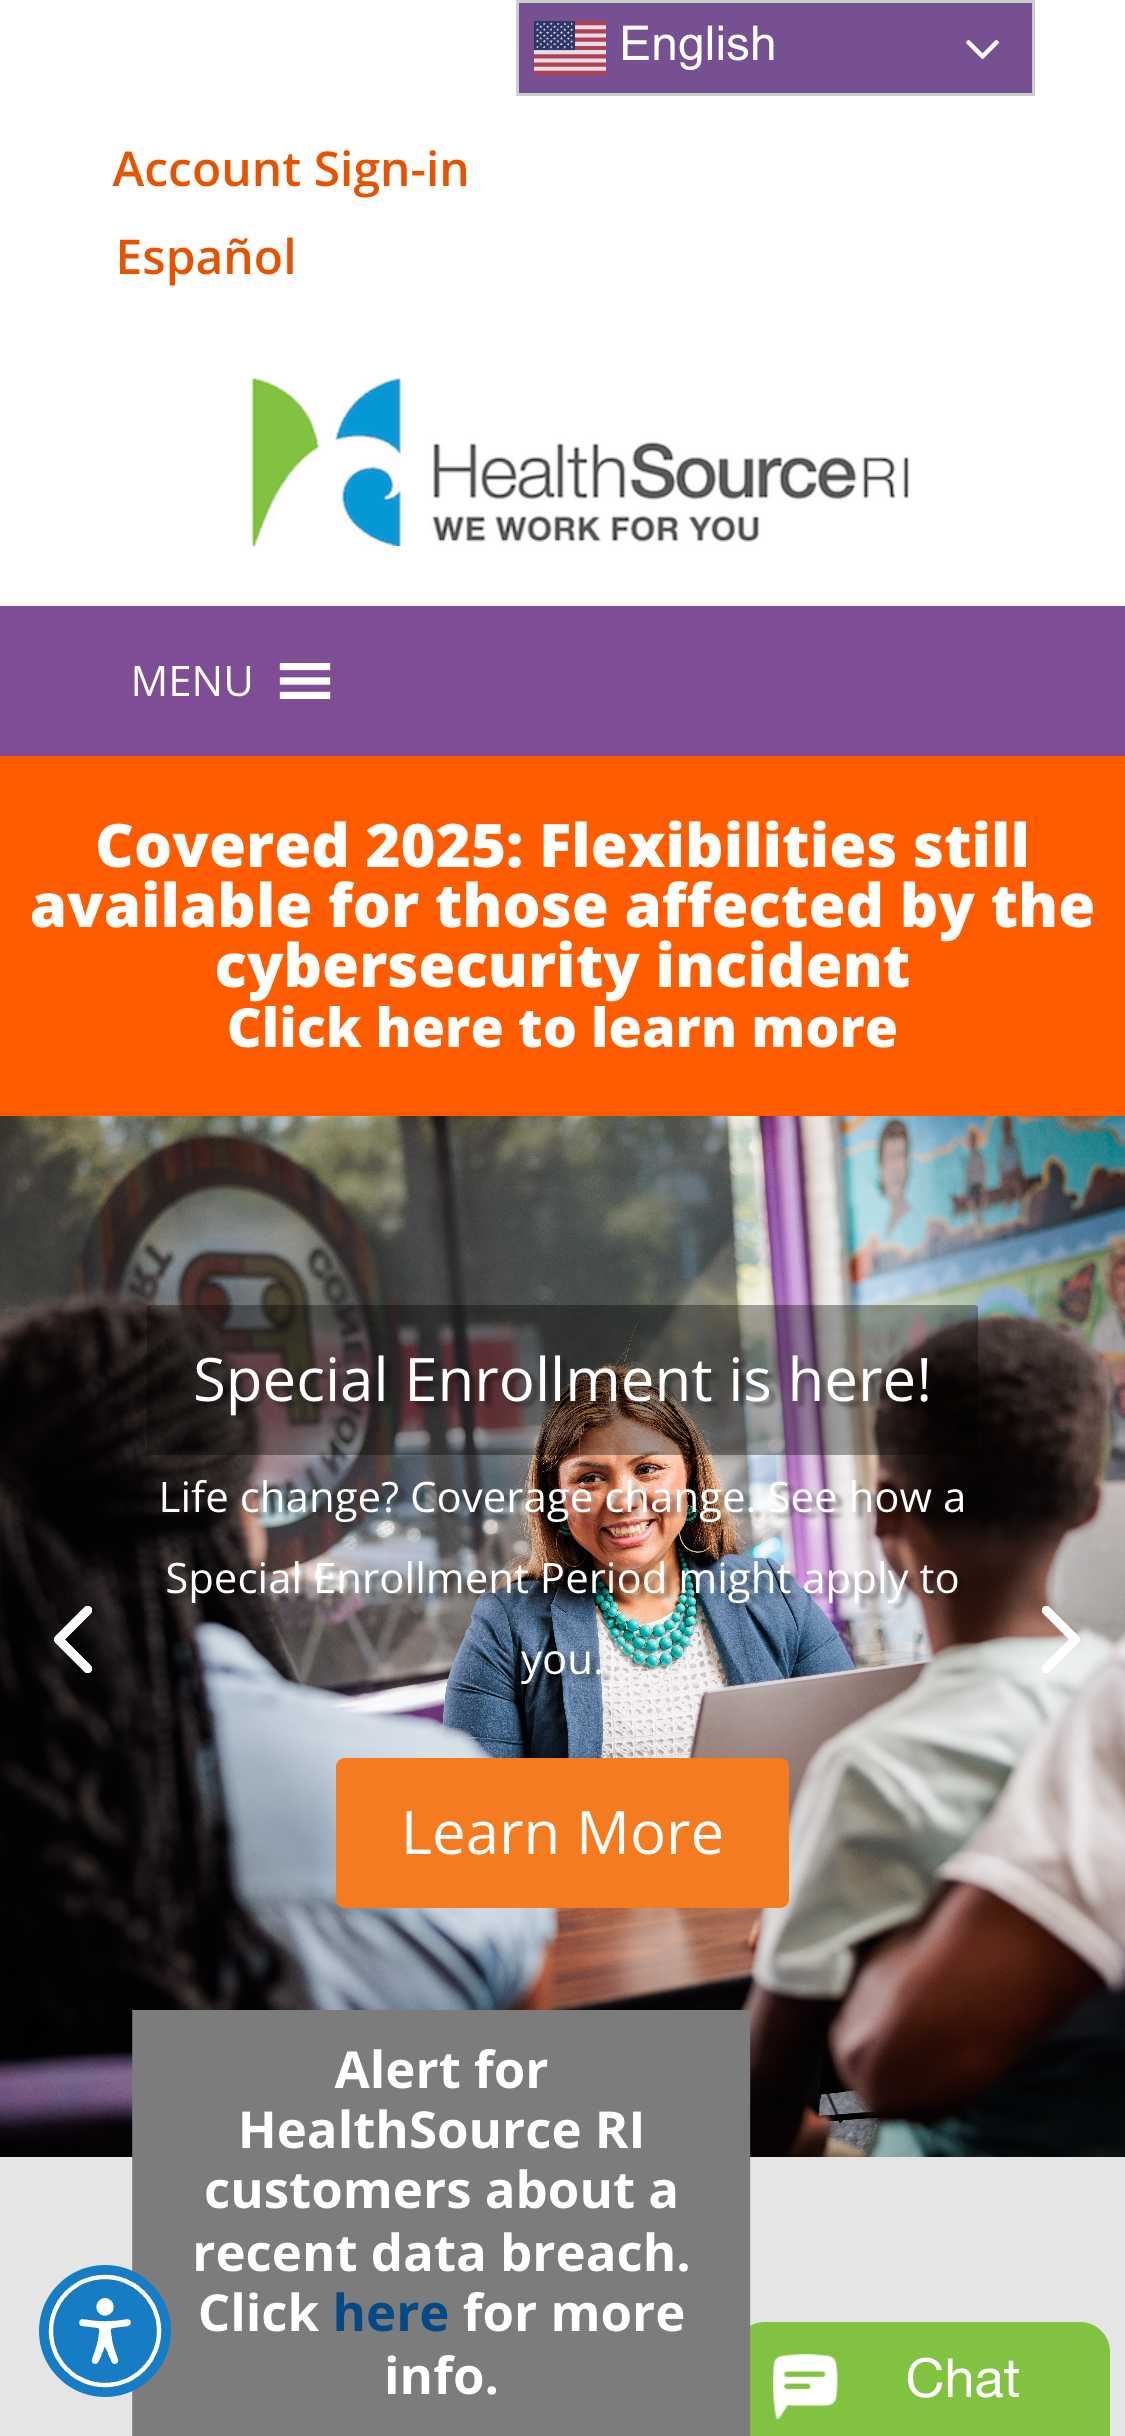 English
Account Sign-in
Español
HealthSource RI
WE WORK FOR YOU
MENU
Covered 2025: Flexibilities still
available for those affected by the
cybersecurity incident
Click here to learn more
Special Enrollment is here!
Life change? Coverage change. See how a
Special Enrollment Period might apply to
you.
Learn More
Alert for
HealthSource RI
customers about a
recent data breach.
Click here for more
info.
Chat